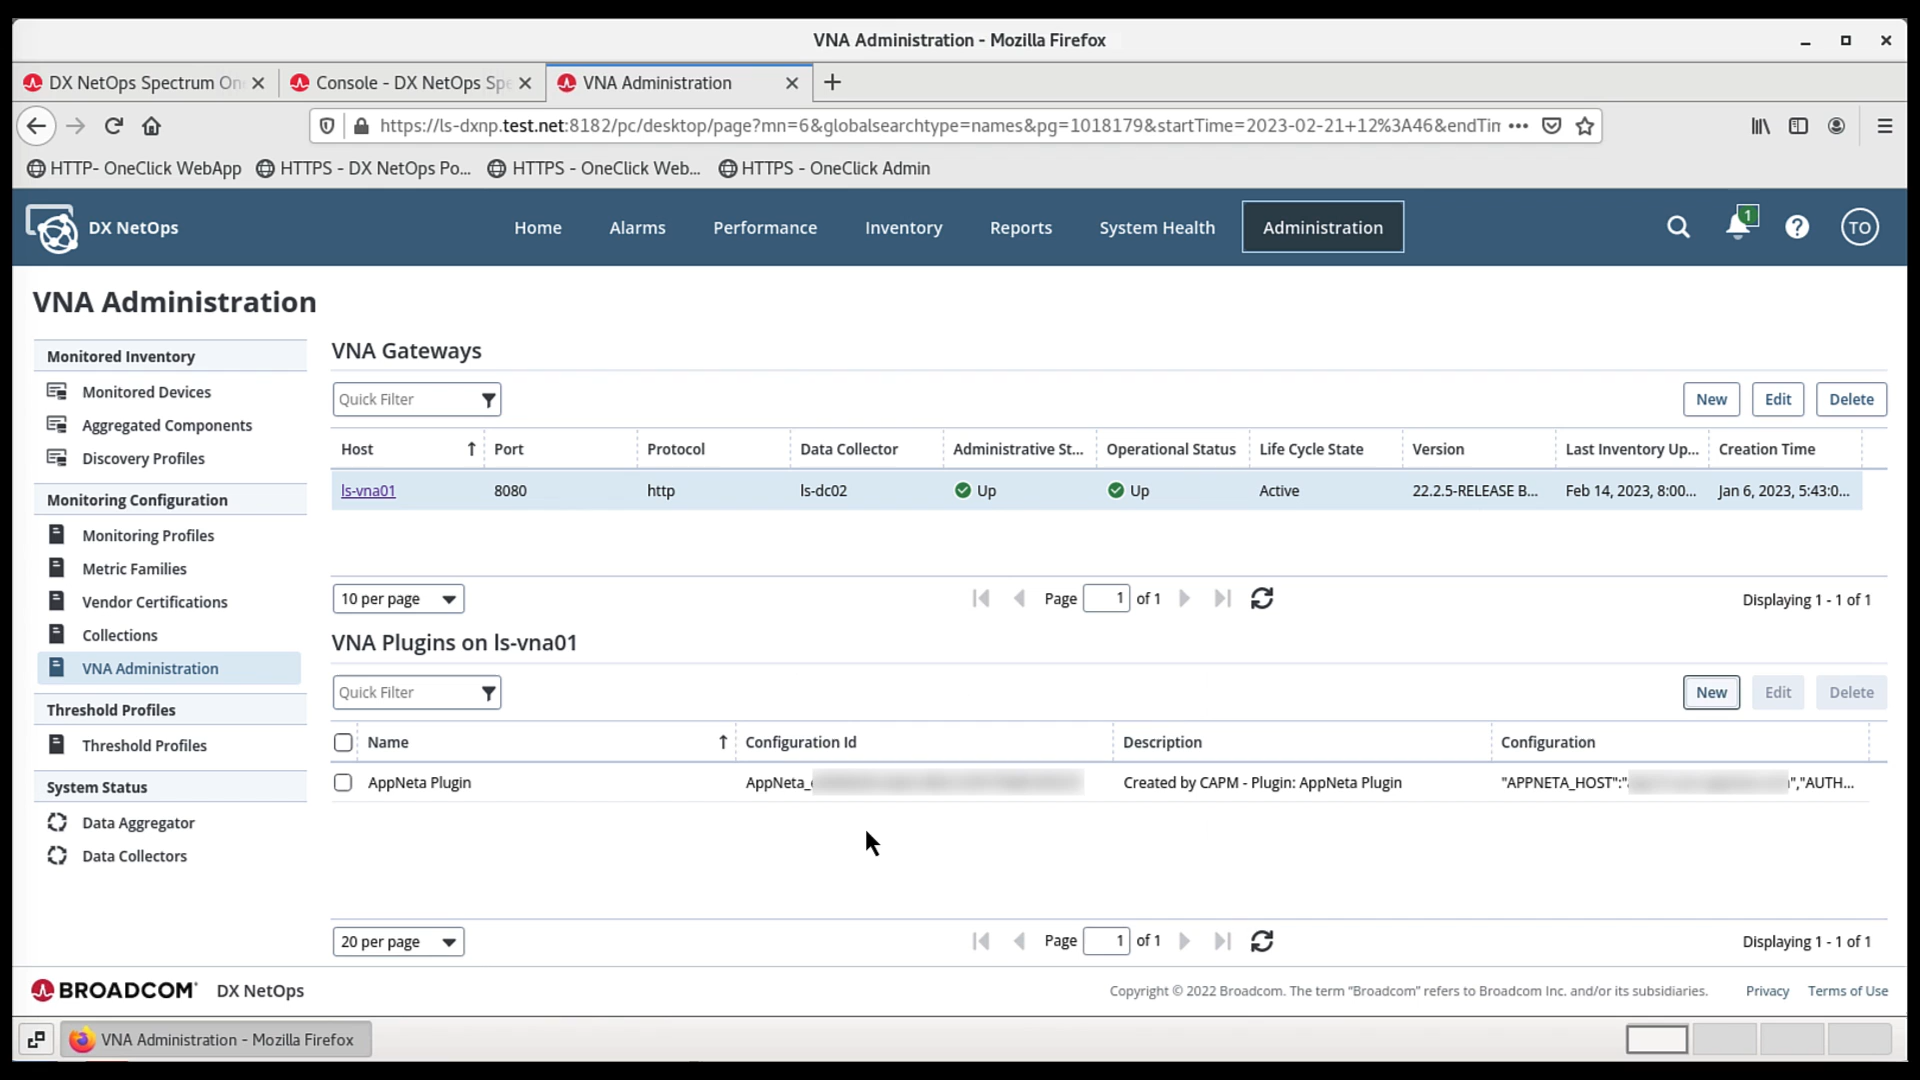 VNA Administration - Mozilla Firefox
DX NetOps Spectrum On
Console - DX NetOps Spe
VNA Administration
https://ls-dxnp.test.net:8182/pc/desktop/page?mn=6&globalsearchtype=names&pg=1018179&startTime=2023-02-21+12%3A46&endTin
HTTP- OneClick WebApp
HTTPS - DX NetOps Po...
HTTPS - OneClick Web...
HTTPS - OneClick Admin
DX NetOps
Home
Alarms
Performance
Inventory
Reports
System Health
Administration
1
TO
VNA Administration
Monitored Inventory
Monitored Devices
Aggregated Components
Discovery Profiles
Monitoring Configuration
Monitoring Profiles
Metric Families
Vendor Certifications
Collections
VNA Administration
Threshold Profiles
Threshold Profiles
System Status
Data Aggregator
Data Collectors
VNA Gateways
Quick Filter
New
Edit
Delete
Host
Port
Protocol
Data Collector
Administrative St...
Operational Status
Life Cycle State
Version
Last Inventory Up...
Creation Time
ls-vna01
8080
http
ls-dc02
Up
Up
Active
22.2.5-RELEASE B...
Feb 14, 2023, 8:00...
Jan 6, 2023, 5:43:0...
10 per page
Page 1 of 1
Displaying 1 - 1 of 1
VNA Plugins on ls-vna01
Quick Filter
New
Edit
Delete
Name
Configuration Id
Description
Configuration
AppNeta Plugin
AppNeta_
Created by CAPM - Plugin: AppNeta Plugin
"APPNETA_HOST":" ","AUTH...
20 per page
Page 1 of 1
Displaying 1 - 1 of 1
BROADCOM DX NetOps
Copyright © 2022 Broadcom. The term “Broadcom” refers to Broadcom Inc. and/or its subsidiaries.
Privacy
Terms of Use
VNA Administration - Mozilla Firefox